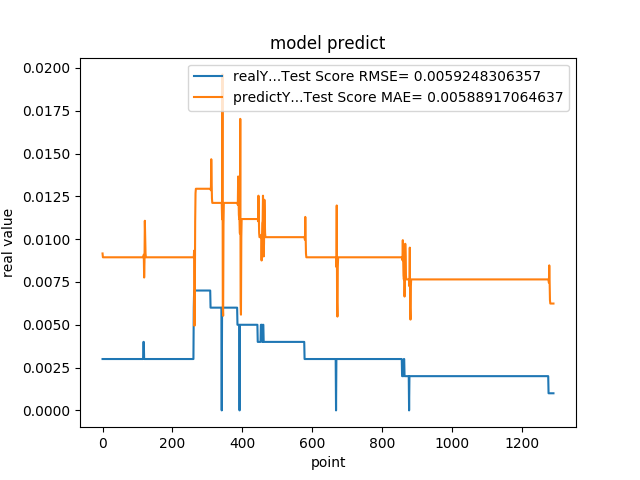 model predict
realY...Test Score RMSE= 0.0059248306357
predictY...Test Score MAE= 0.00588917064637
real value
0.0200
0.0175
0.0150
0.0125
0.0100
0.0075
0.0050
0.0025
0.0000
0 200 400 600 800 1000 1200
point